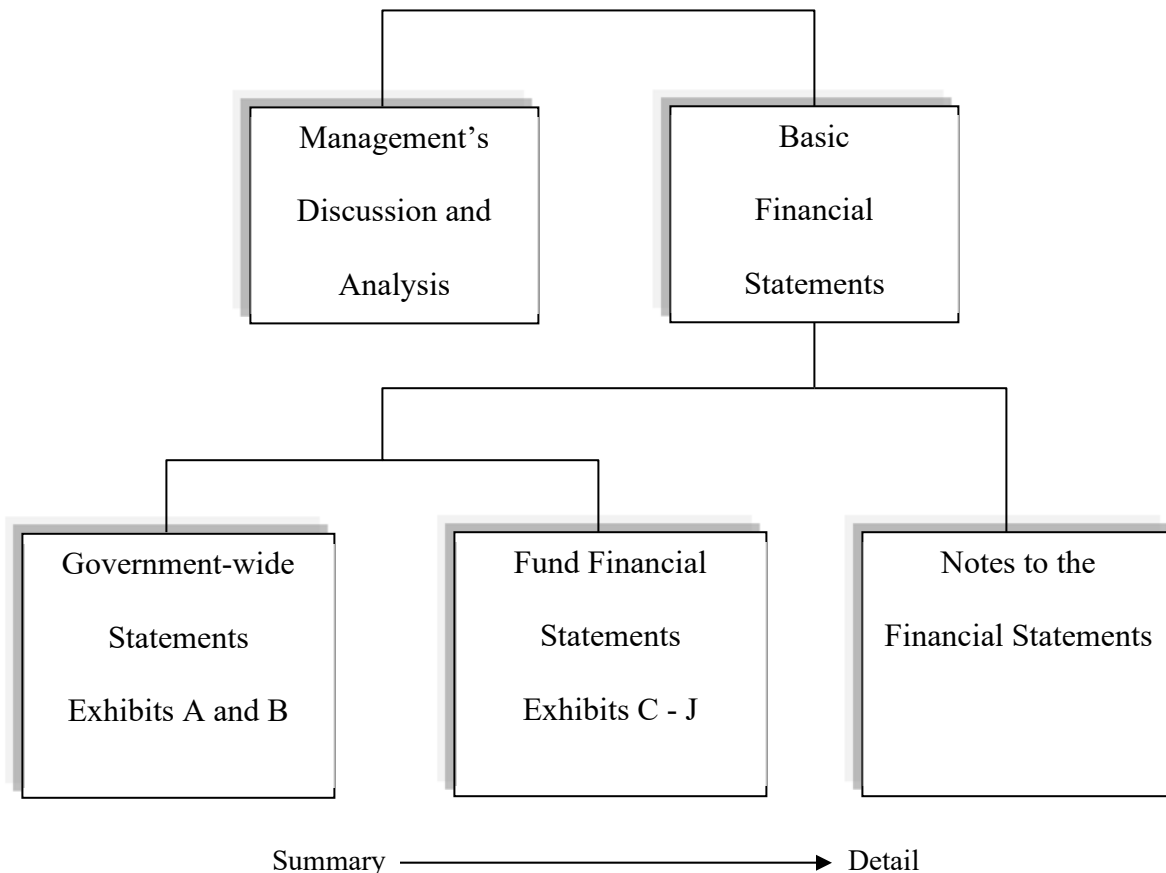 Management’s
Discussion and
Analysis
Basic
Financial
Statements
Government-wide
Statements
Exhibits A and B
Fund Financial
Statements
Exhibits C - J
Notes to the
Financial Statements
Summary
Detail